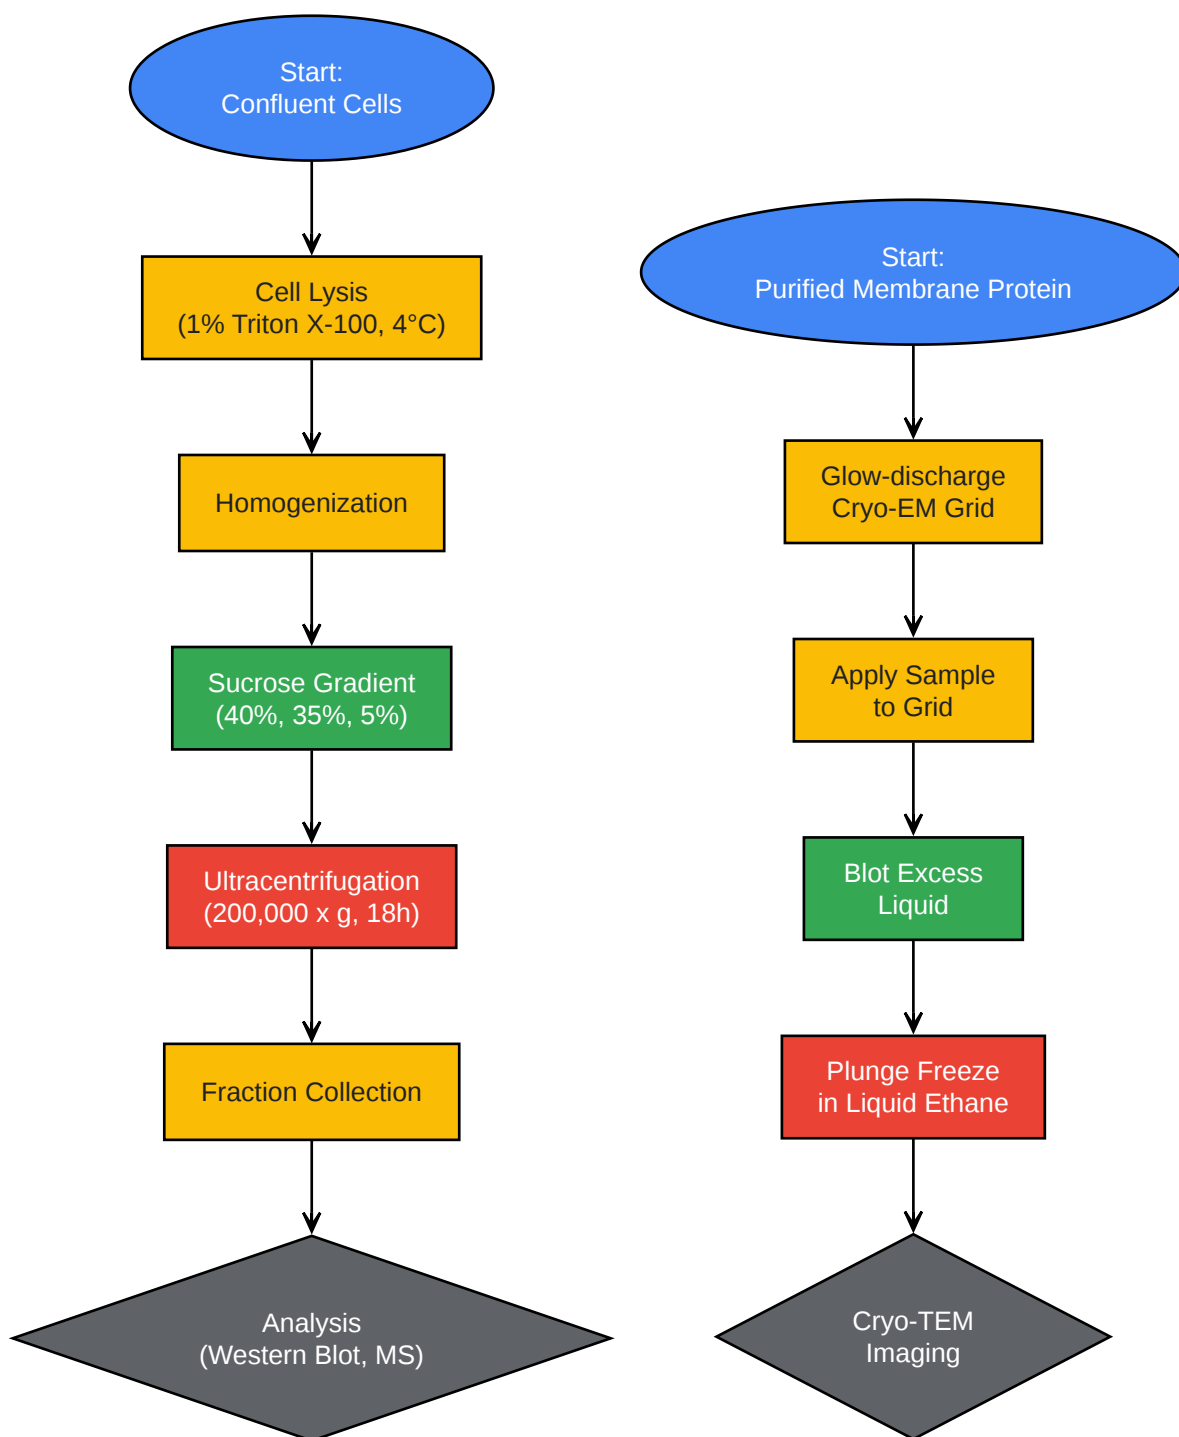 Start:
Confluent Cells
Cell Lysis
(1% Triton X-100, 4°C)
Homogenization
Sucrose Gradient
(40%, 35%, 5%)
Ultracentrifugation
(200,000 x g, 18h)
Fraction Collection
Analysis
(Western Blot, MS)
Start:
Purified Membrane Protein
Glow-discharge
Cryo-EM Grid
Apply Sample
to Grid
Blot Excess
Liquid
Plunge Freeze
in Liquid Ethane
Cryo-TEM
Imaging